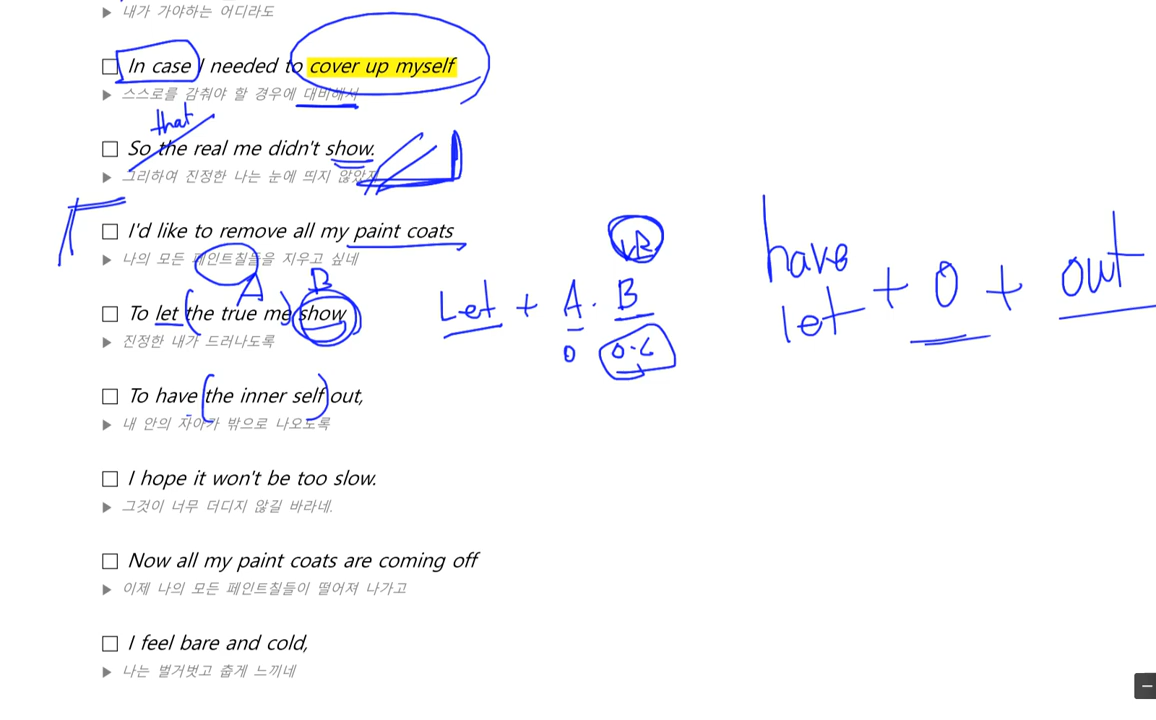 ▶ 내가 가야하는 어디라도
□ In case I needed to cover up myself
▶ 스스로를 감춰야 할 경우에 대비해서
that
□ So the real me didn't show.
▶ 그리하여 진정한 나는 눈에 띄지 않았지
□ I'd like to remove all my paint coats
▶ 나의 모든 페인트칠들을 지우고 싶네
A B
□ To let (the true me) show
▶ 진정한 내가 드러나도록
Let + A · B
O O·C
have
let + O + out
□ To have (the inner self) out,
▶ 내 안의 자아가 밖으로 나오도록
□ I hope it won't be too slow.
▶ 그것이 너무 더디지 않길 바라네.
□ Now all my paint coats are coming off
▶ 이제 나의 모든 페인트칠들이 떨어져 나가고
□ I feel bare and cold,
▶ 나는 벌거벗고 춥게 느끼네